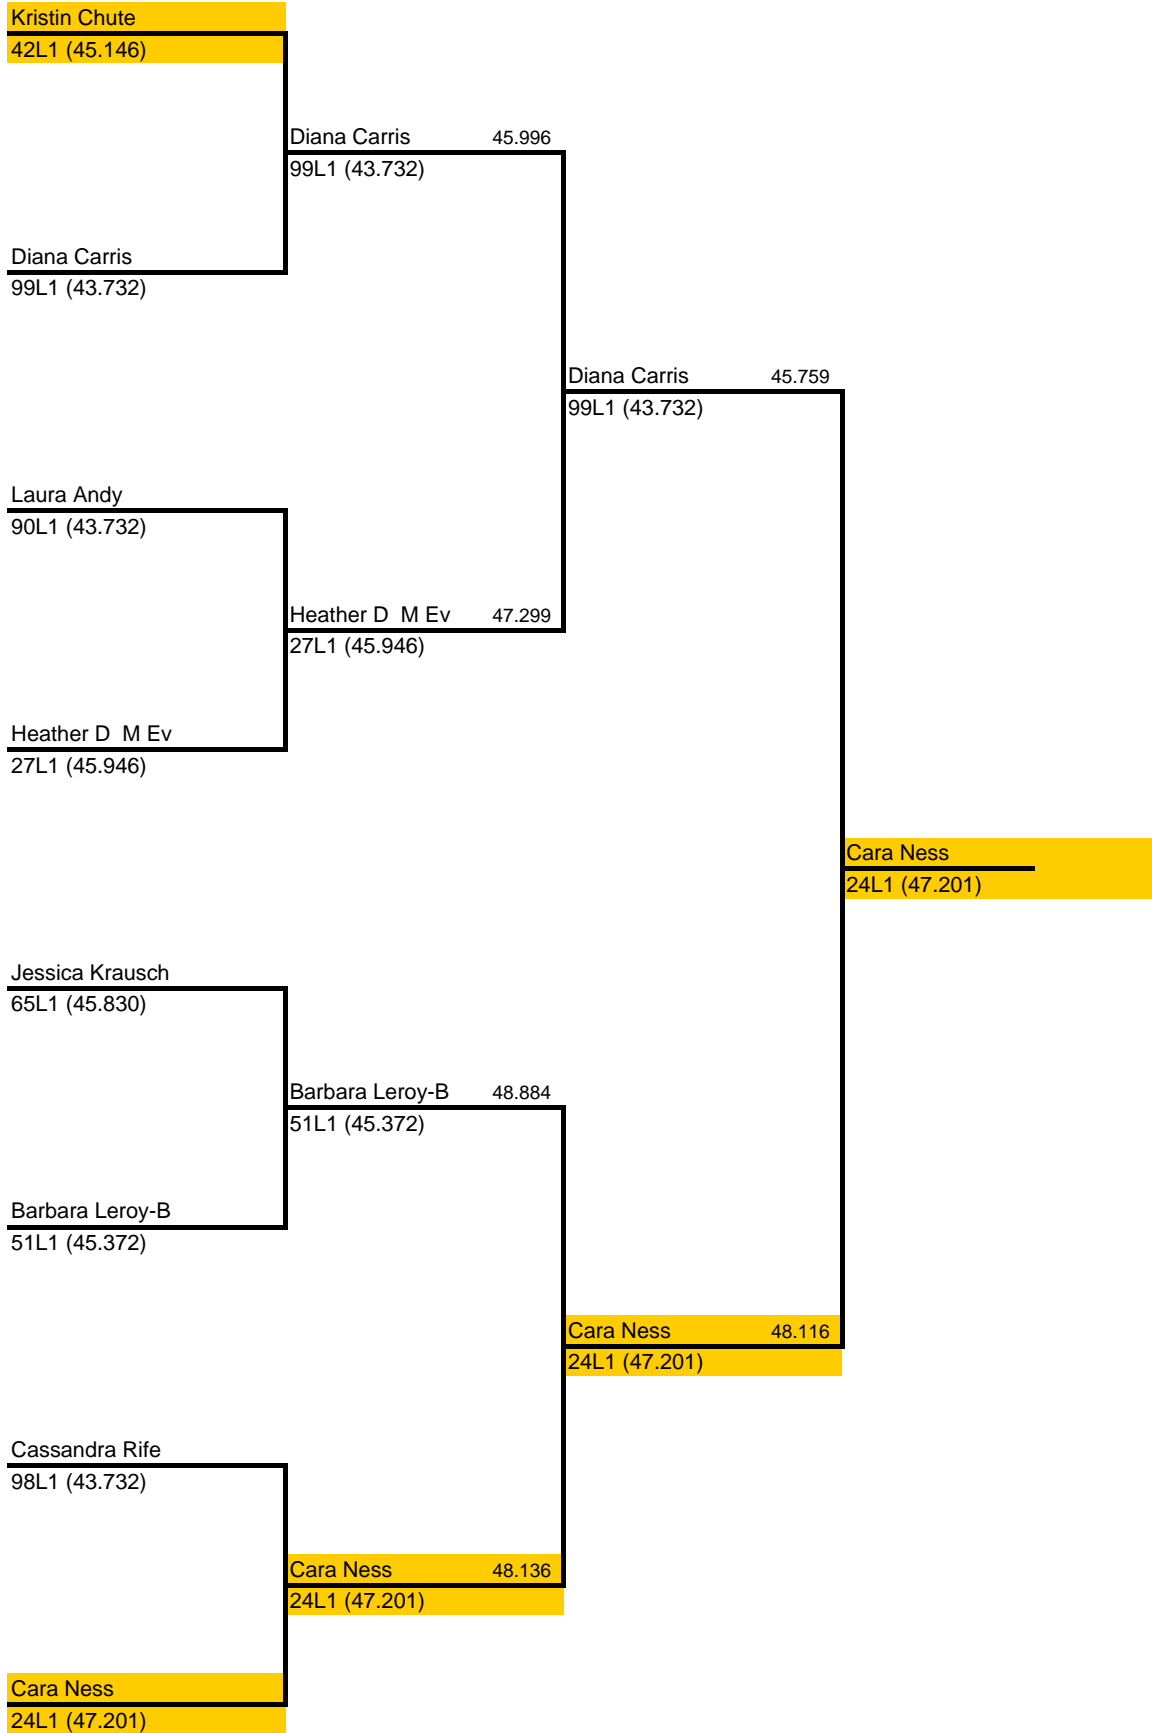 Kristin Chute
42L1 (45.146)
Diana Carris 45.996
99L1 (43.732)
Diana Carris
99L1 (43.732)
Diana Carris 45.759
99L1 (43.732)
Laura Andy
90L1 (43.732)
Heather D  M Ev 47.299
27L1 (45.946)
Heather D  M Ev
27L1 (45.946)
Cara Ness
24L1 (47.201)
Jessica Krausch
65L1 (45.830)
Barbara Leroy-B 48.884
51L1 (45.372)
Barbara Leroy-B
51L1 (45.372)
Cara Ness 48.116
24L1 (47.201)
Cassandra Rife
98L1 (43.732)
Cara Ness 48.136
24L1 (47.201)
Cara Ness
24L1 (47.201)